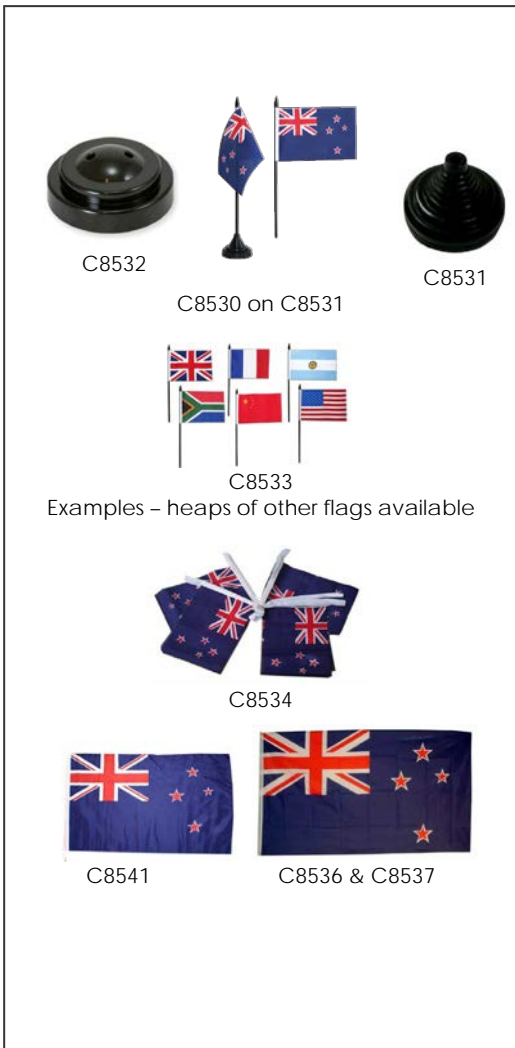 C8532
C8531
C8530 on C8531
C8533
Examples – heaps of other flags available
C8534
C8541
C8536 & C8537